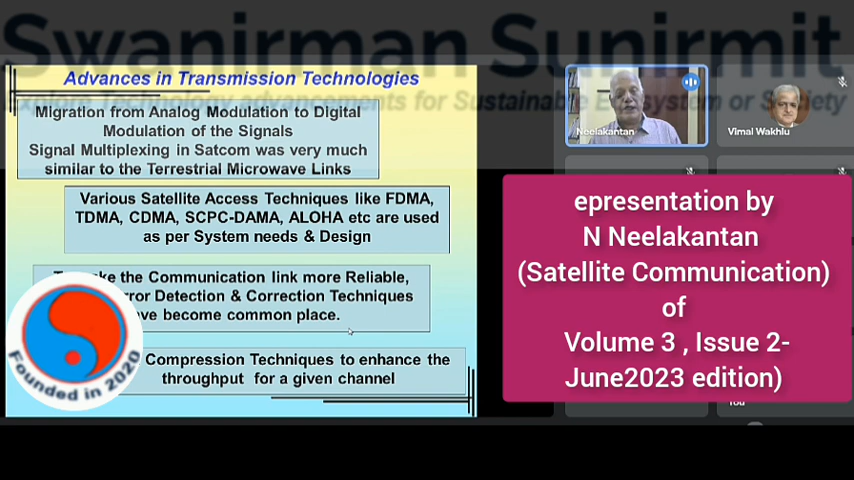 Swanirman Sunirmit
Explore Technology advancements for Sustainable Ecosystem or Society
Advances in Transmission Technologies
Migration from Analog Modulation to Digital
Modulation of the Signals
Signal Multiplexing in Satcom was very much
similar to the Terrestrial Microwave Links
Various Satellite Access Techniques like FDMA,
TDMA, CDMA, SCPC-DAMA, ALOHA etc are used
as per System needs & Design
the Communication link more Reliable,
Detection & Correction Techniques
become common place.
Compression Techniques to enhance the
throughput for a given channel
Founded in 2020
Neelakantan
Vimal Wakhlu
epresentation by
N Neelakantan
(Satellite Communication)
of
Volume 3 , Issue 2-
June2023 edition)
You